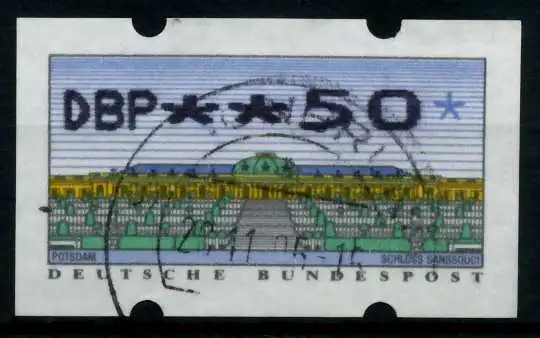 DBP**50*
POTSDAM SCHLOSS SANSSOUCI
DEUTSCHE BUNDESPOST